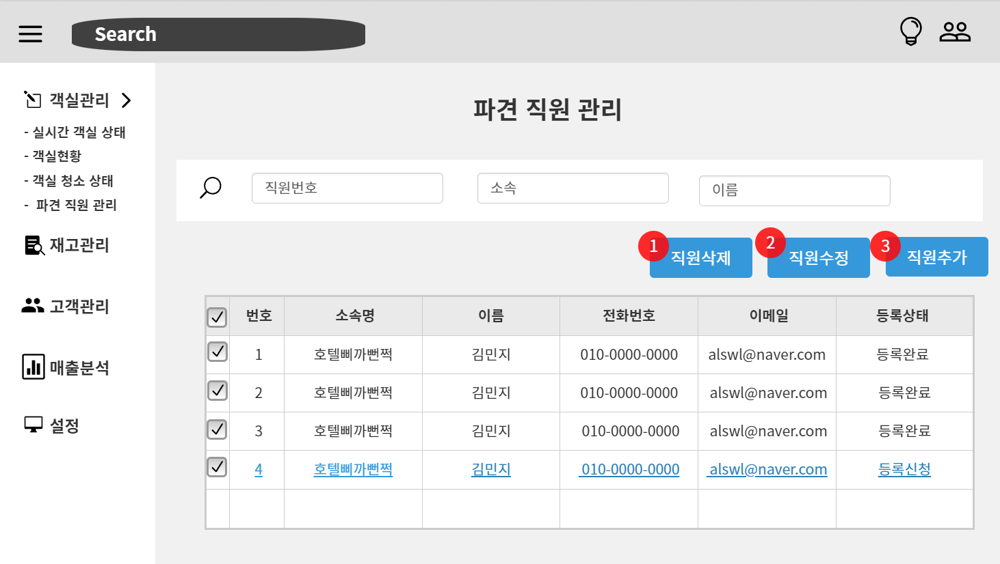 Search
객실관리
- 실시간 객실 상태
- 객실현황
- 객실 청소 상태
- 파견 직원 관리
재고관리
고객관리
매출분석
설정
파견 직원 관리
직원번호 소속 이름
1 직원삭제 2 직원수정 3 직원추가
번호 소속명 이름 전화번호 이메일 등록상태
1 호텔삐까뻔쩍 김민지 010-0000-0000 alswl@naver.com 등록완료
2 호텔삐까뻔쩍 김민지 010-0000-0000 alswl@naver.com 등록완료
3 호텔삐까뻔쩍 김민지 010-0000-0000 alswl@naver.com 등록완료
4 호텔삐까뻔쩍 김민지 010-0000-0000 alswl@naver.com 등록신청